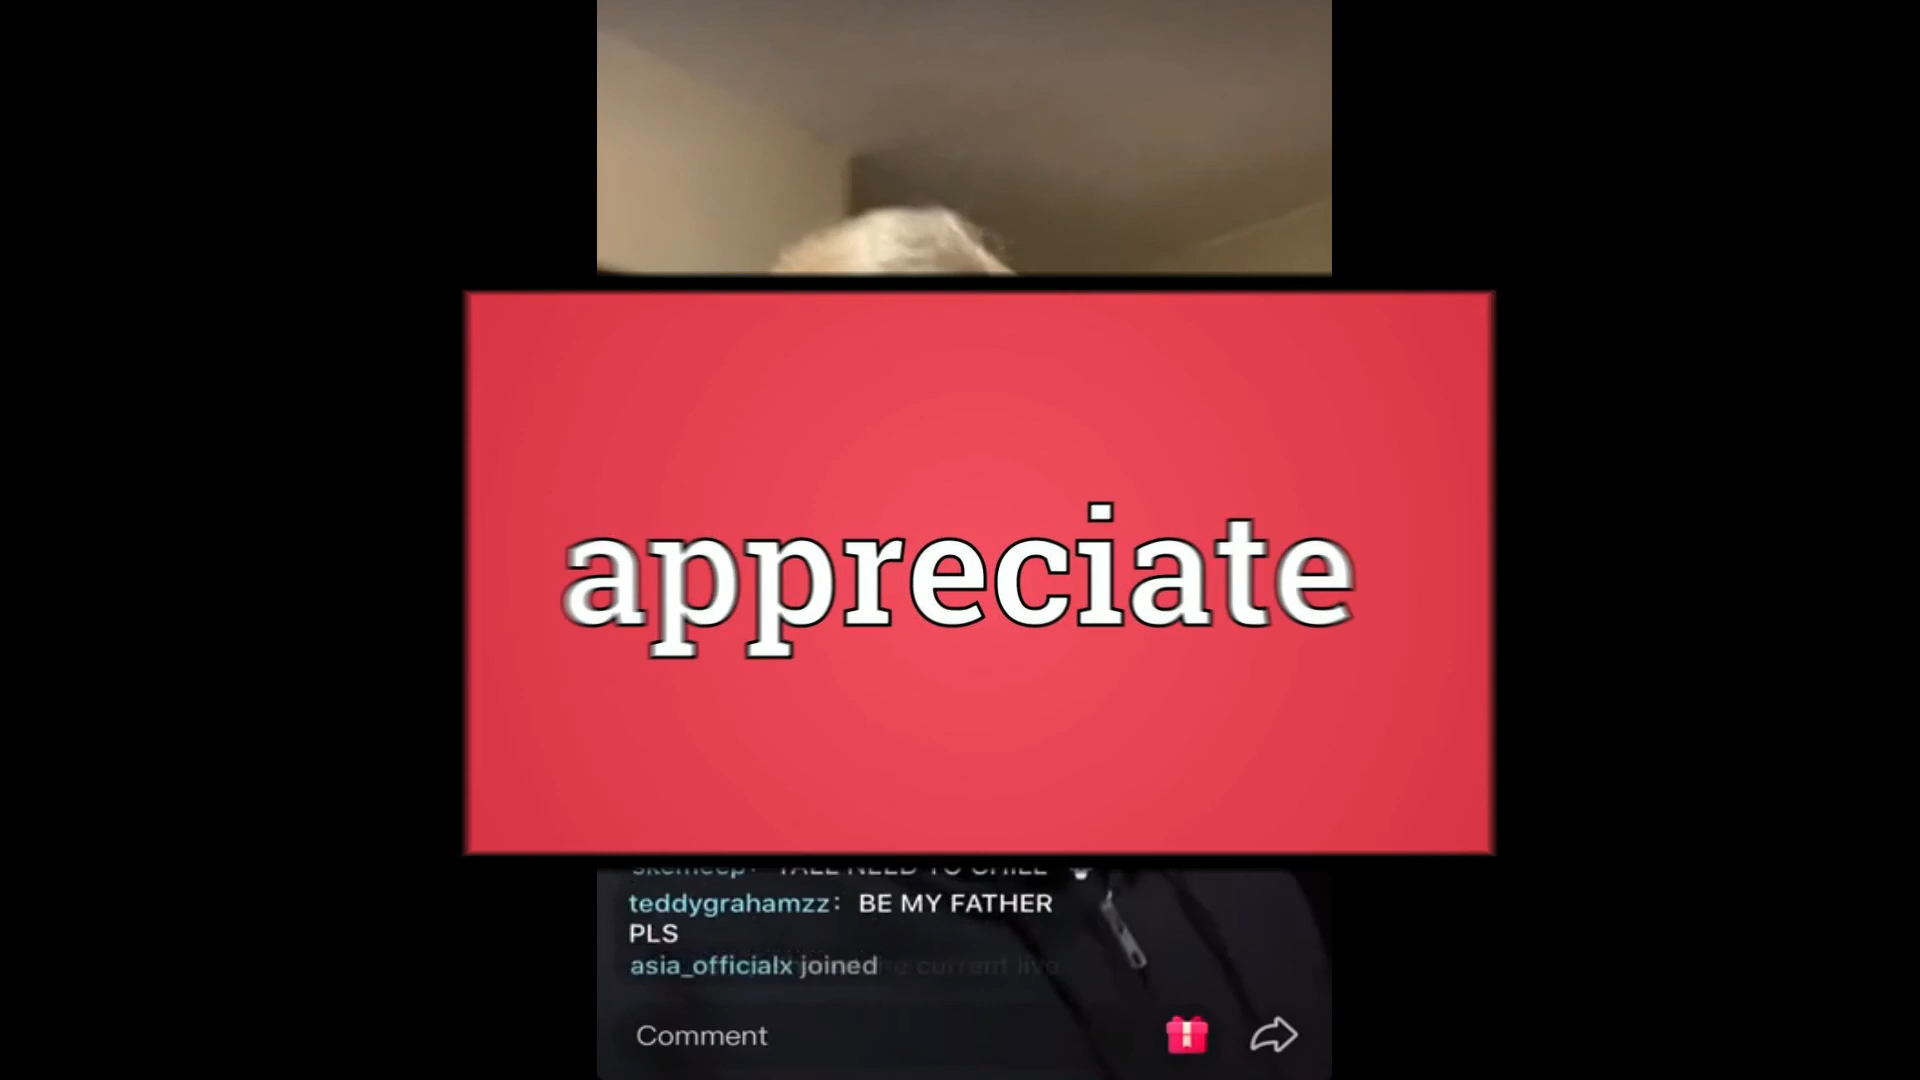 appreciate
teddygrahamzz: BE MY FATHER
PLS
asia_officialx joined
Comment